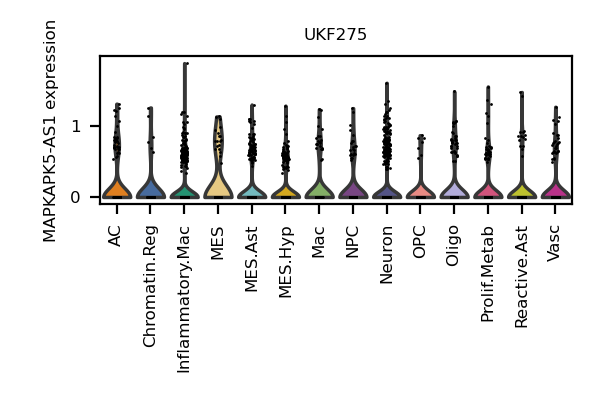 UKF275
MAPKAPK5-AS1 expression
1
0
AC
Chromatin.Reg
Inflammatory.Mac
MES
MES.Ast
MES.Hyp
Mac
NPC
Neuron
OPC
Oligo
Prolif.Metab
Reactive.Ast
Vasc